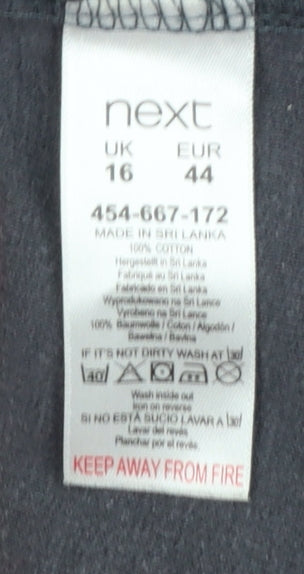 next
UK EUR
16 44
454-667-172
MADE IN SRI LANKA
100% COTTON
Hergestellt in Sri Lanka
Fabriqué au Sri Lanka
Fabricado en Sri Lanka
Wyprodukowano na Sri Lance
Vyrobeno na Sri Lance
100% Baumwolle / Coton / Algodón /
Bawełna / Bavlna
IF IT'S NOT DIRTY WASH AT 30
40
Wash inside out
Iron on reverse
SI NO ESTÁ SUCIO LAVAR A 30
Lavar del revés
Planchar por el revés
KEEP AWAY FROM FIRE